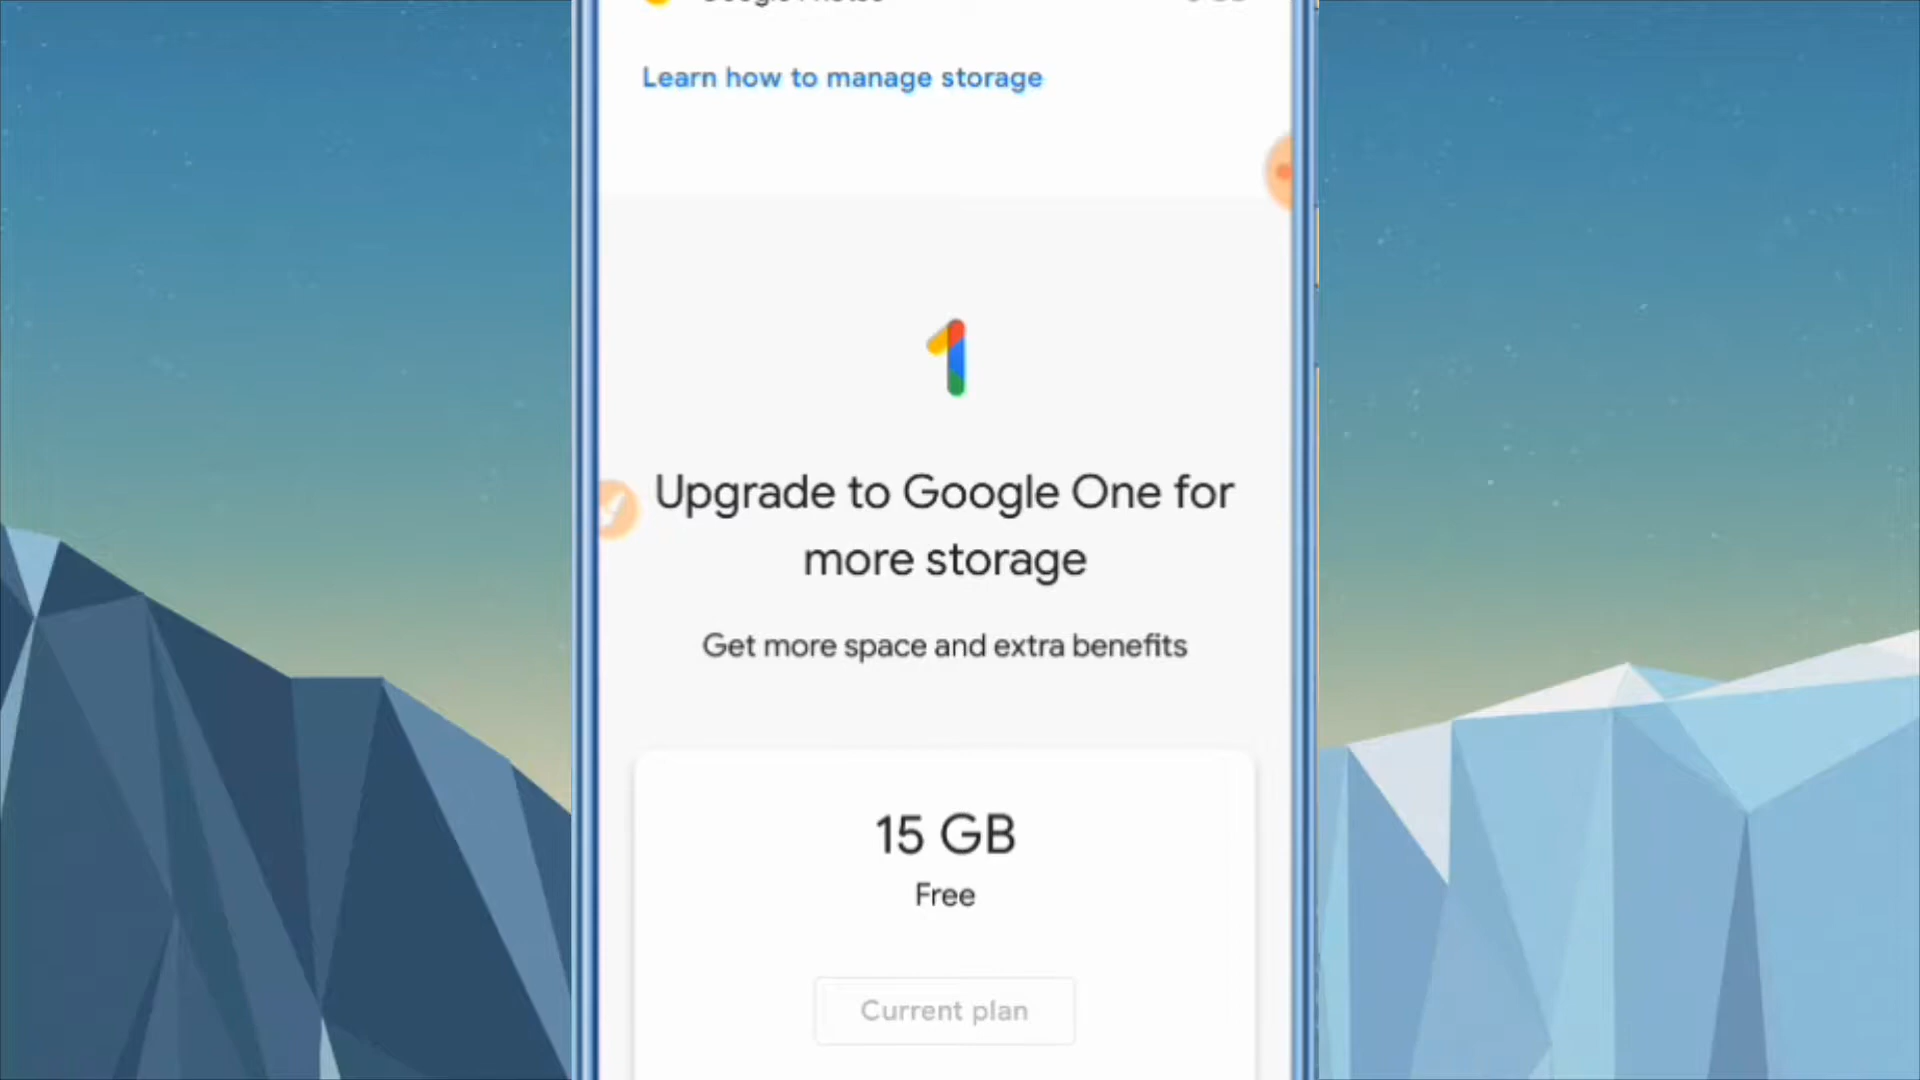 Learn how to manage storage
Upgrade to Google One for
more storage
Get more space and extra benefits
15 GB
Free
Current plan